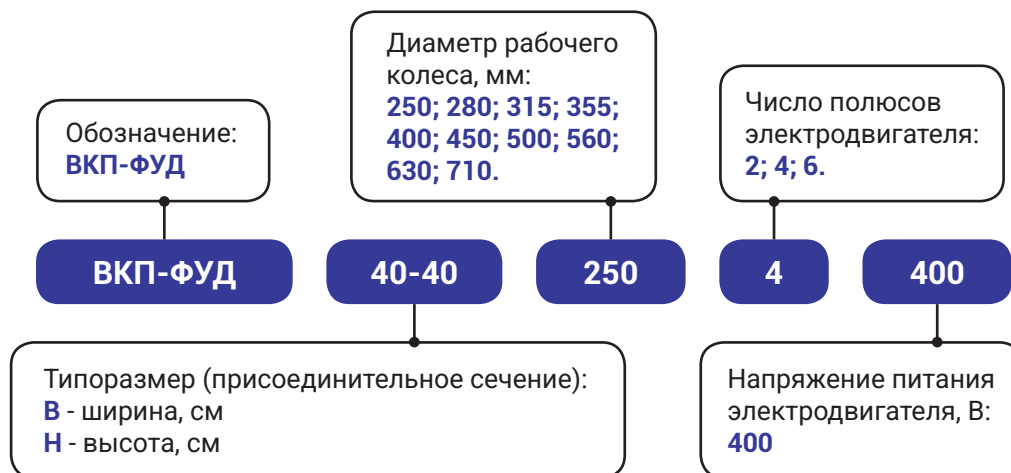 Диаметр рабочего
колеса, мм:
250; 280; 315; 355;
400; 450; 500; 560;
630; 710.
Обозначение:
ВКП-ФУД
Число полюсов
электродвигателя:
2; 4; 6.
ВКП-ФУД 40-40 250 4 400
Типоразмер (присоединительное сечение):
В - ширина, см
Н - высота, см
Напряжение питания
электродвигателя, В:
400